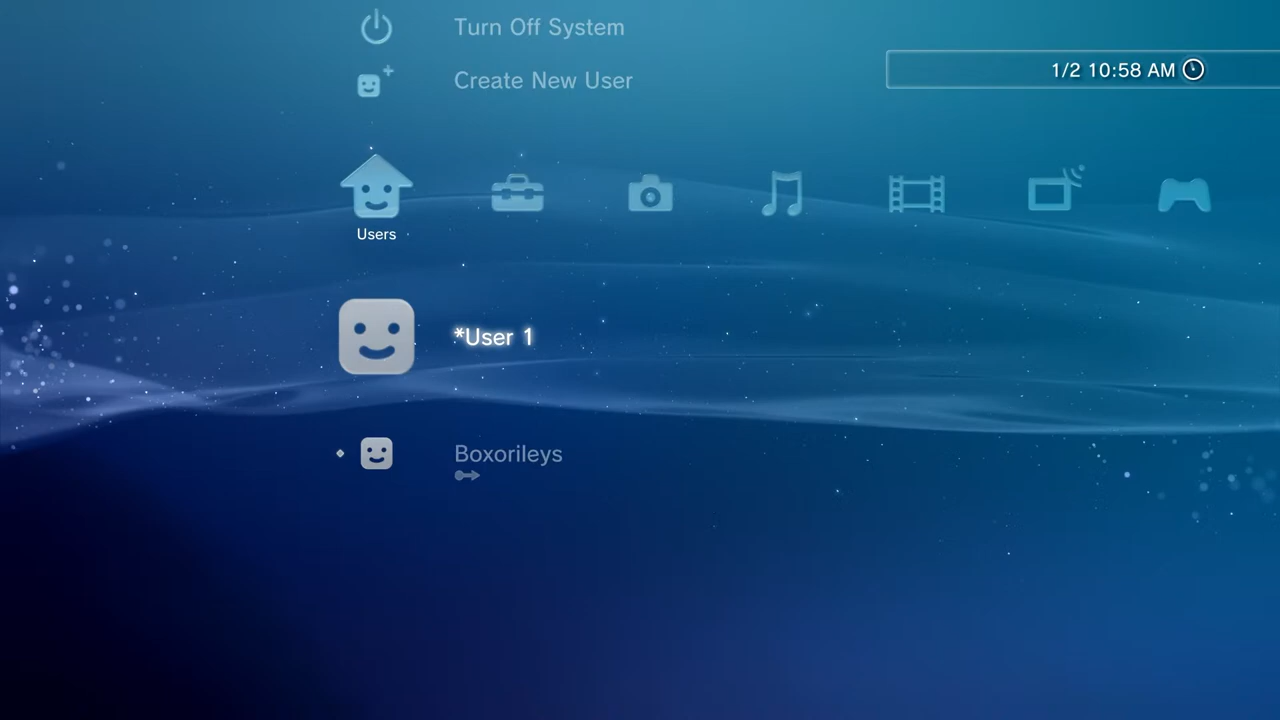 Turn Off System
1/2 10:58 AM
Create New User
Users
*User 1
Boxorileys